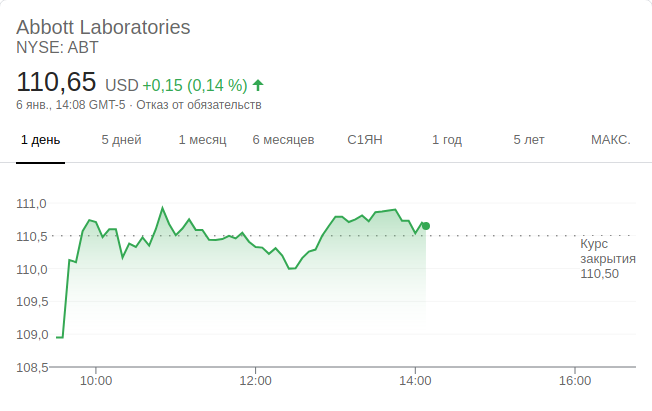 Abbott Laboratories
NYSE: ABT
110,65 USD +0,15 (0,14 %)
6 янв., 14:08 GMT-5 · Отказ от обязательств
1 день 5 дней 1 месяц 6 месяцев С1ЯН 1 год 5 лет МАКС.
111,0
110,5
110,0
109,5
109,0
108,5
Курс
закрытия
110,50
10:00 12:00 14:00 16:00